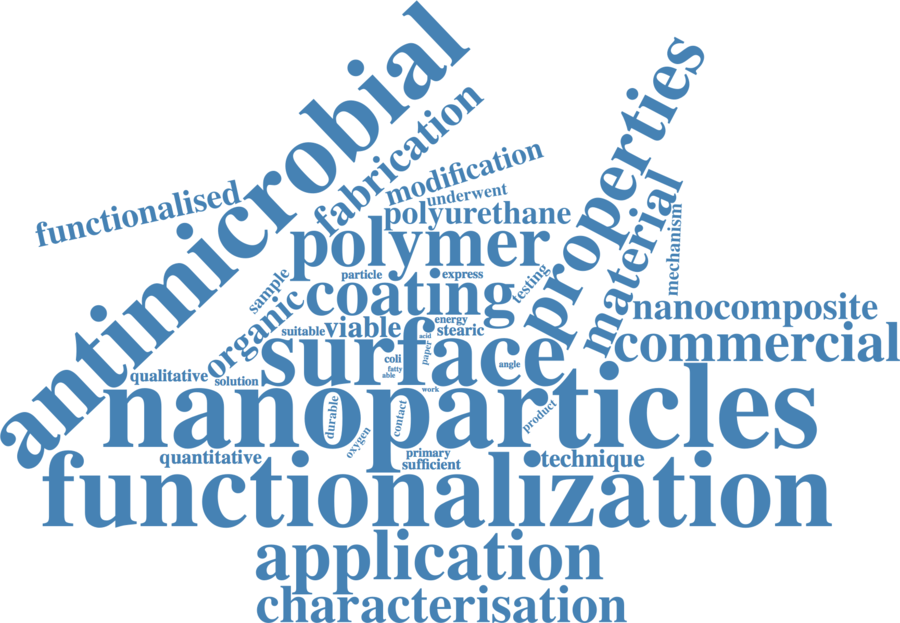 antimicrobial
properties
fabrication
modification
functionalised
underwent
polyurethane
material
mechanism
polymer
particle
express
testing
sample
coating
organic
nanocomposite
suitable
viable
energy
stearic
acid
commercial
surface
paper
coli
angle
fatty
able
qualitative
solution
work
nanoparticles
durable
contact
product
oxygen
quantitative
primary
sufficient
technique
functionalization
application
characterisation